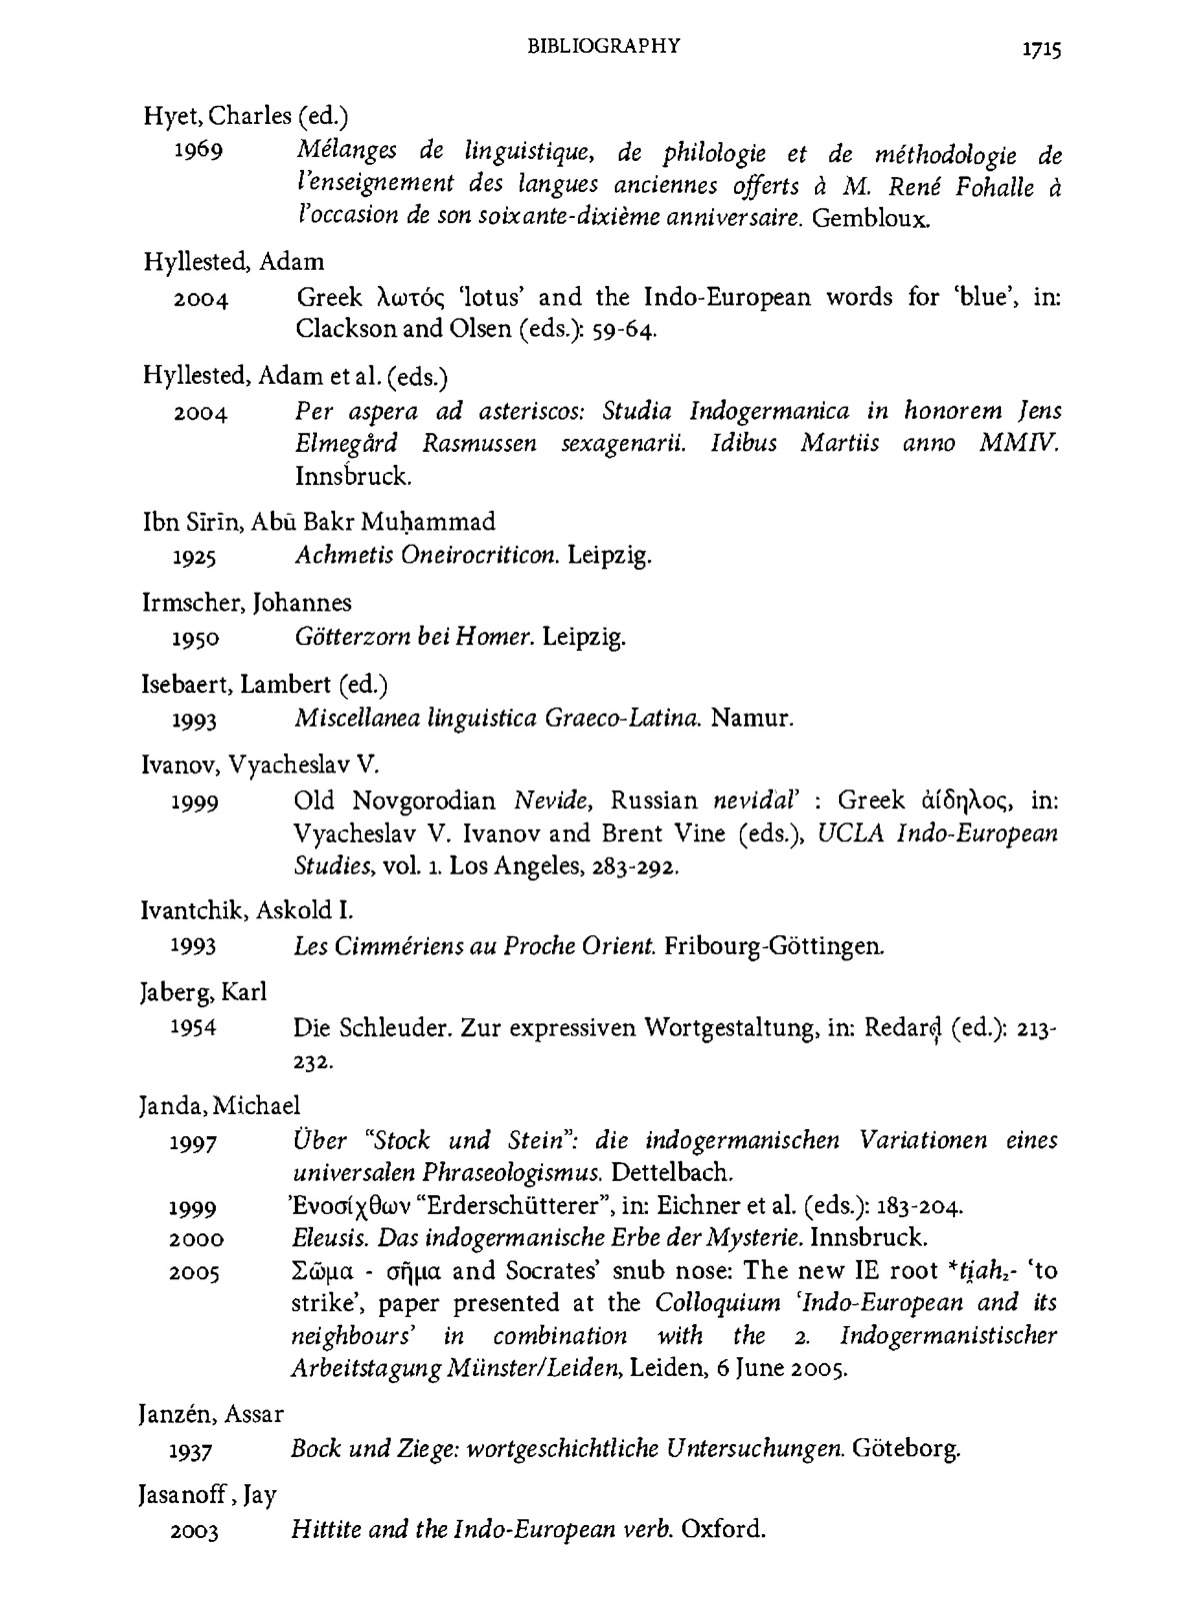 BIBLIOGRAPHY 1715
Hyet, Charles (ed.)
1969 Mélanges de linguistique, de philologie et de méthodologie de
l'enseignement des langues anciennes offerts à M. René Fohalle à
l'occasion de son soixante-dixième anniversaire. Gembloux.
Hyllested, Adam
2004 Greek λωτός ‘lotus’ and the Indo-European words for ‘blue’, in:
Clackson and Olsen (eds.): 59-64.
Hyllested, Adam et al. (eds.)
2004 Per aspera ad asteriscos: Studia Indogermanica in honorem Jens
Elmegård Rasmussen sexagenarii. Idibus Martiis anno MMIV.
Innsbruck.
Ibn Sīrīn, Abū Bakr Muḥammad
1925 Achmetis Oneirocriticon. Leipzig.
Irmscher, Johannes
1950 Götterzorn bei Homer. Leipzig.
Isebaert, Lambert (ed.)
1993 Miscellanea linguistica Graeco-Latina. Namur.
Ivanov, Vyacheslav V.
1999 Old Novgorodian Nevide, Russian nevidal’ : Greek ἀίδηλος, in:
Vyacheslav V. Ivanov and Brent Vine (eds.), UCLA Indo-European
Studies, vol. 1. Los Angeles, 283-292.
Ivantchik, Askold I.
1993 Les Cimmériens au Proche Orient. Fribourg-Göttingen.
Jaberg, Karl
1954 Die Schleuder. Zur expressiven Wortgestaltung, in: Redard (ed.): 213-
232.
Janda, Michael
1997 Über “Stock und Stein”: die indogermanischen Variationen eines
universalen Phraseologismus. Dettelbach.
1999 Ἐνοσίχθων “Erderschütterer”, in: Eichner et al. (eds.): 183-204.
2000 Eleusis. Das indogermanische Erbe der Mysterie. Innsbruck.
2005 Σῶμα - σῆμα and Socrates’ snub nose: The new IE root *ti̯ah₂- ‘to
strike’, paper presented at the Colloquium ‘Indo-European and its
neighbours’ in combination with the 2. Indogermanistischer
Arbeitstagung Münster/Leiden, Leiden, 6 June 2005.
Janzén, Assar
1937 Bock und Ziege: wortgeschichtliche Untersuchungen. Göteborg.
Jasanoff, Jay
2003 Hittite and the Indo-European verb. Oxford.